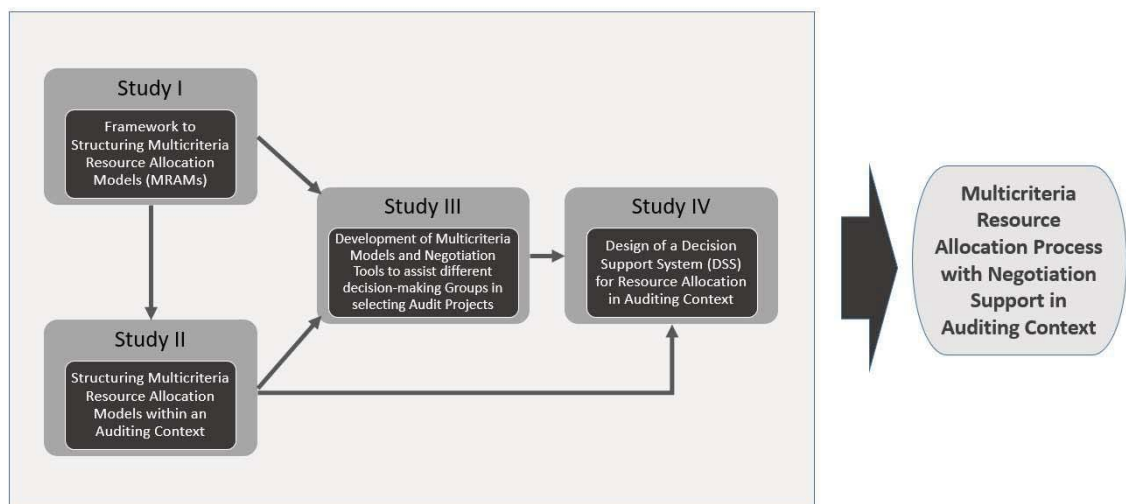 Study I
Framework to
Structuring Multicriteria
Resource Allocation
Models (MRAMs)
Study II
Structuring Multicriteria
Resource Allocation
Models within an
Auditing Context
Study III
Development of Multicriteria
Models and Negotiation
Tools to assist different
decision-making Groups in
selecting Audit Projects
Study IV
Design of a Decision
Support System (DSS)
for Resource Allocation
in Auditing Context
Multicriteria
Resource
Allocation Process
with Negotiation
Support in
Auditing Context